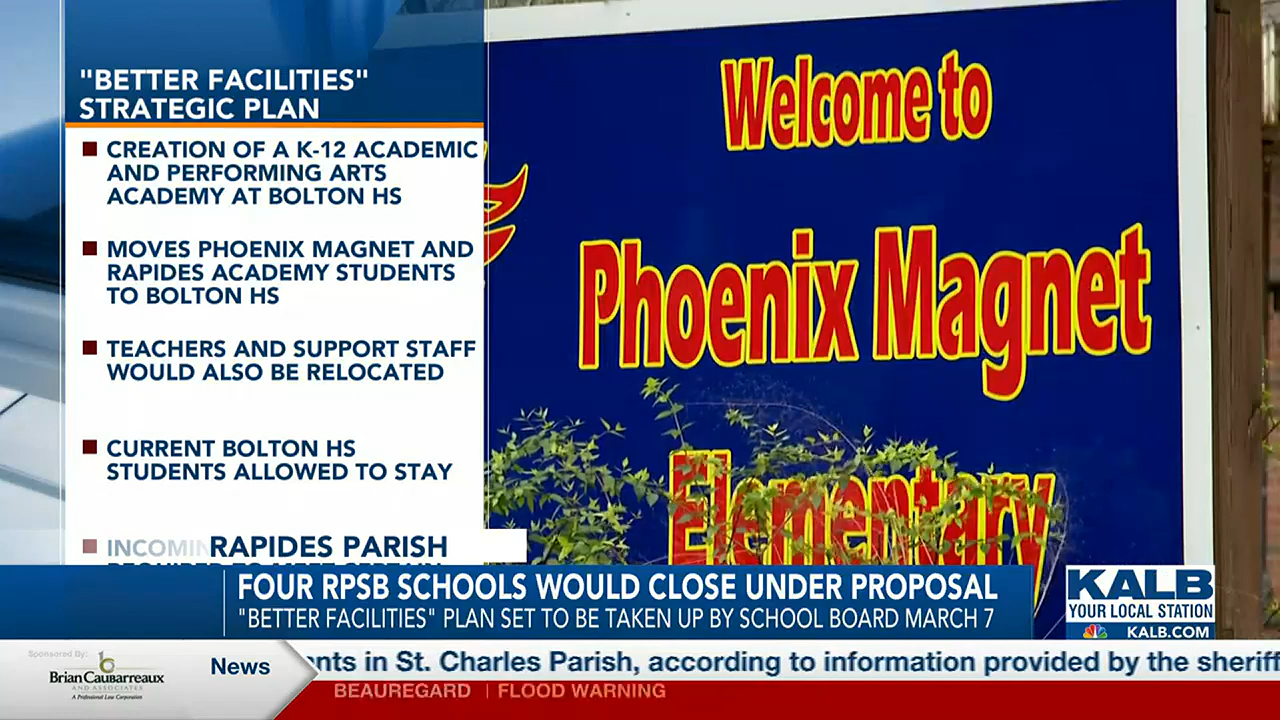 "BETTER FACILITIES"
STRATEGIC PLAN
CREATION OF A K-12 ACADEMIC
AND PERFORMING ARTS
ACADEMY AT BOLTON HS
MOVES PHOENIX MAGNET AND
RAPIDES ACADEMY STUDENTS
TO BOLTON HS
TEACHERS AND SUPPORT STAFF
WOULD ALSO BE RELOCATED
CURRENT BOLTON HS
STUDENTS ALLOWED TO STAY
Welcome to
Phoenix Magnet
Elementary
RAPIDES PARISH
FOUR RPSB SCHOOLS WOULD CLOSE UNDER PROPOSAL
"BETTER FACILITIES" PLAN SET TO BE TAKEN UP BY SCHOOL BOARD MARCH 7
KALB
YOUR LOCAL STATION
KALB.COM
Sponsored By:
Brian Caubarreaux
AND ASSOCIATES
A Professional Law Corporation
News
nts in St. Charles Parish, according to information provided by the sheriff
BEAUREGARD | FLOOD WARNING